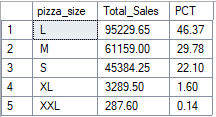 pizza_size Total_Sales PCT
1 L 95229.65 46.37
2 M 61159.00 29.78
3 S 45384.25 22.10
4 XL 3289.50 1.60
5 XXL 287.60 0.14